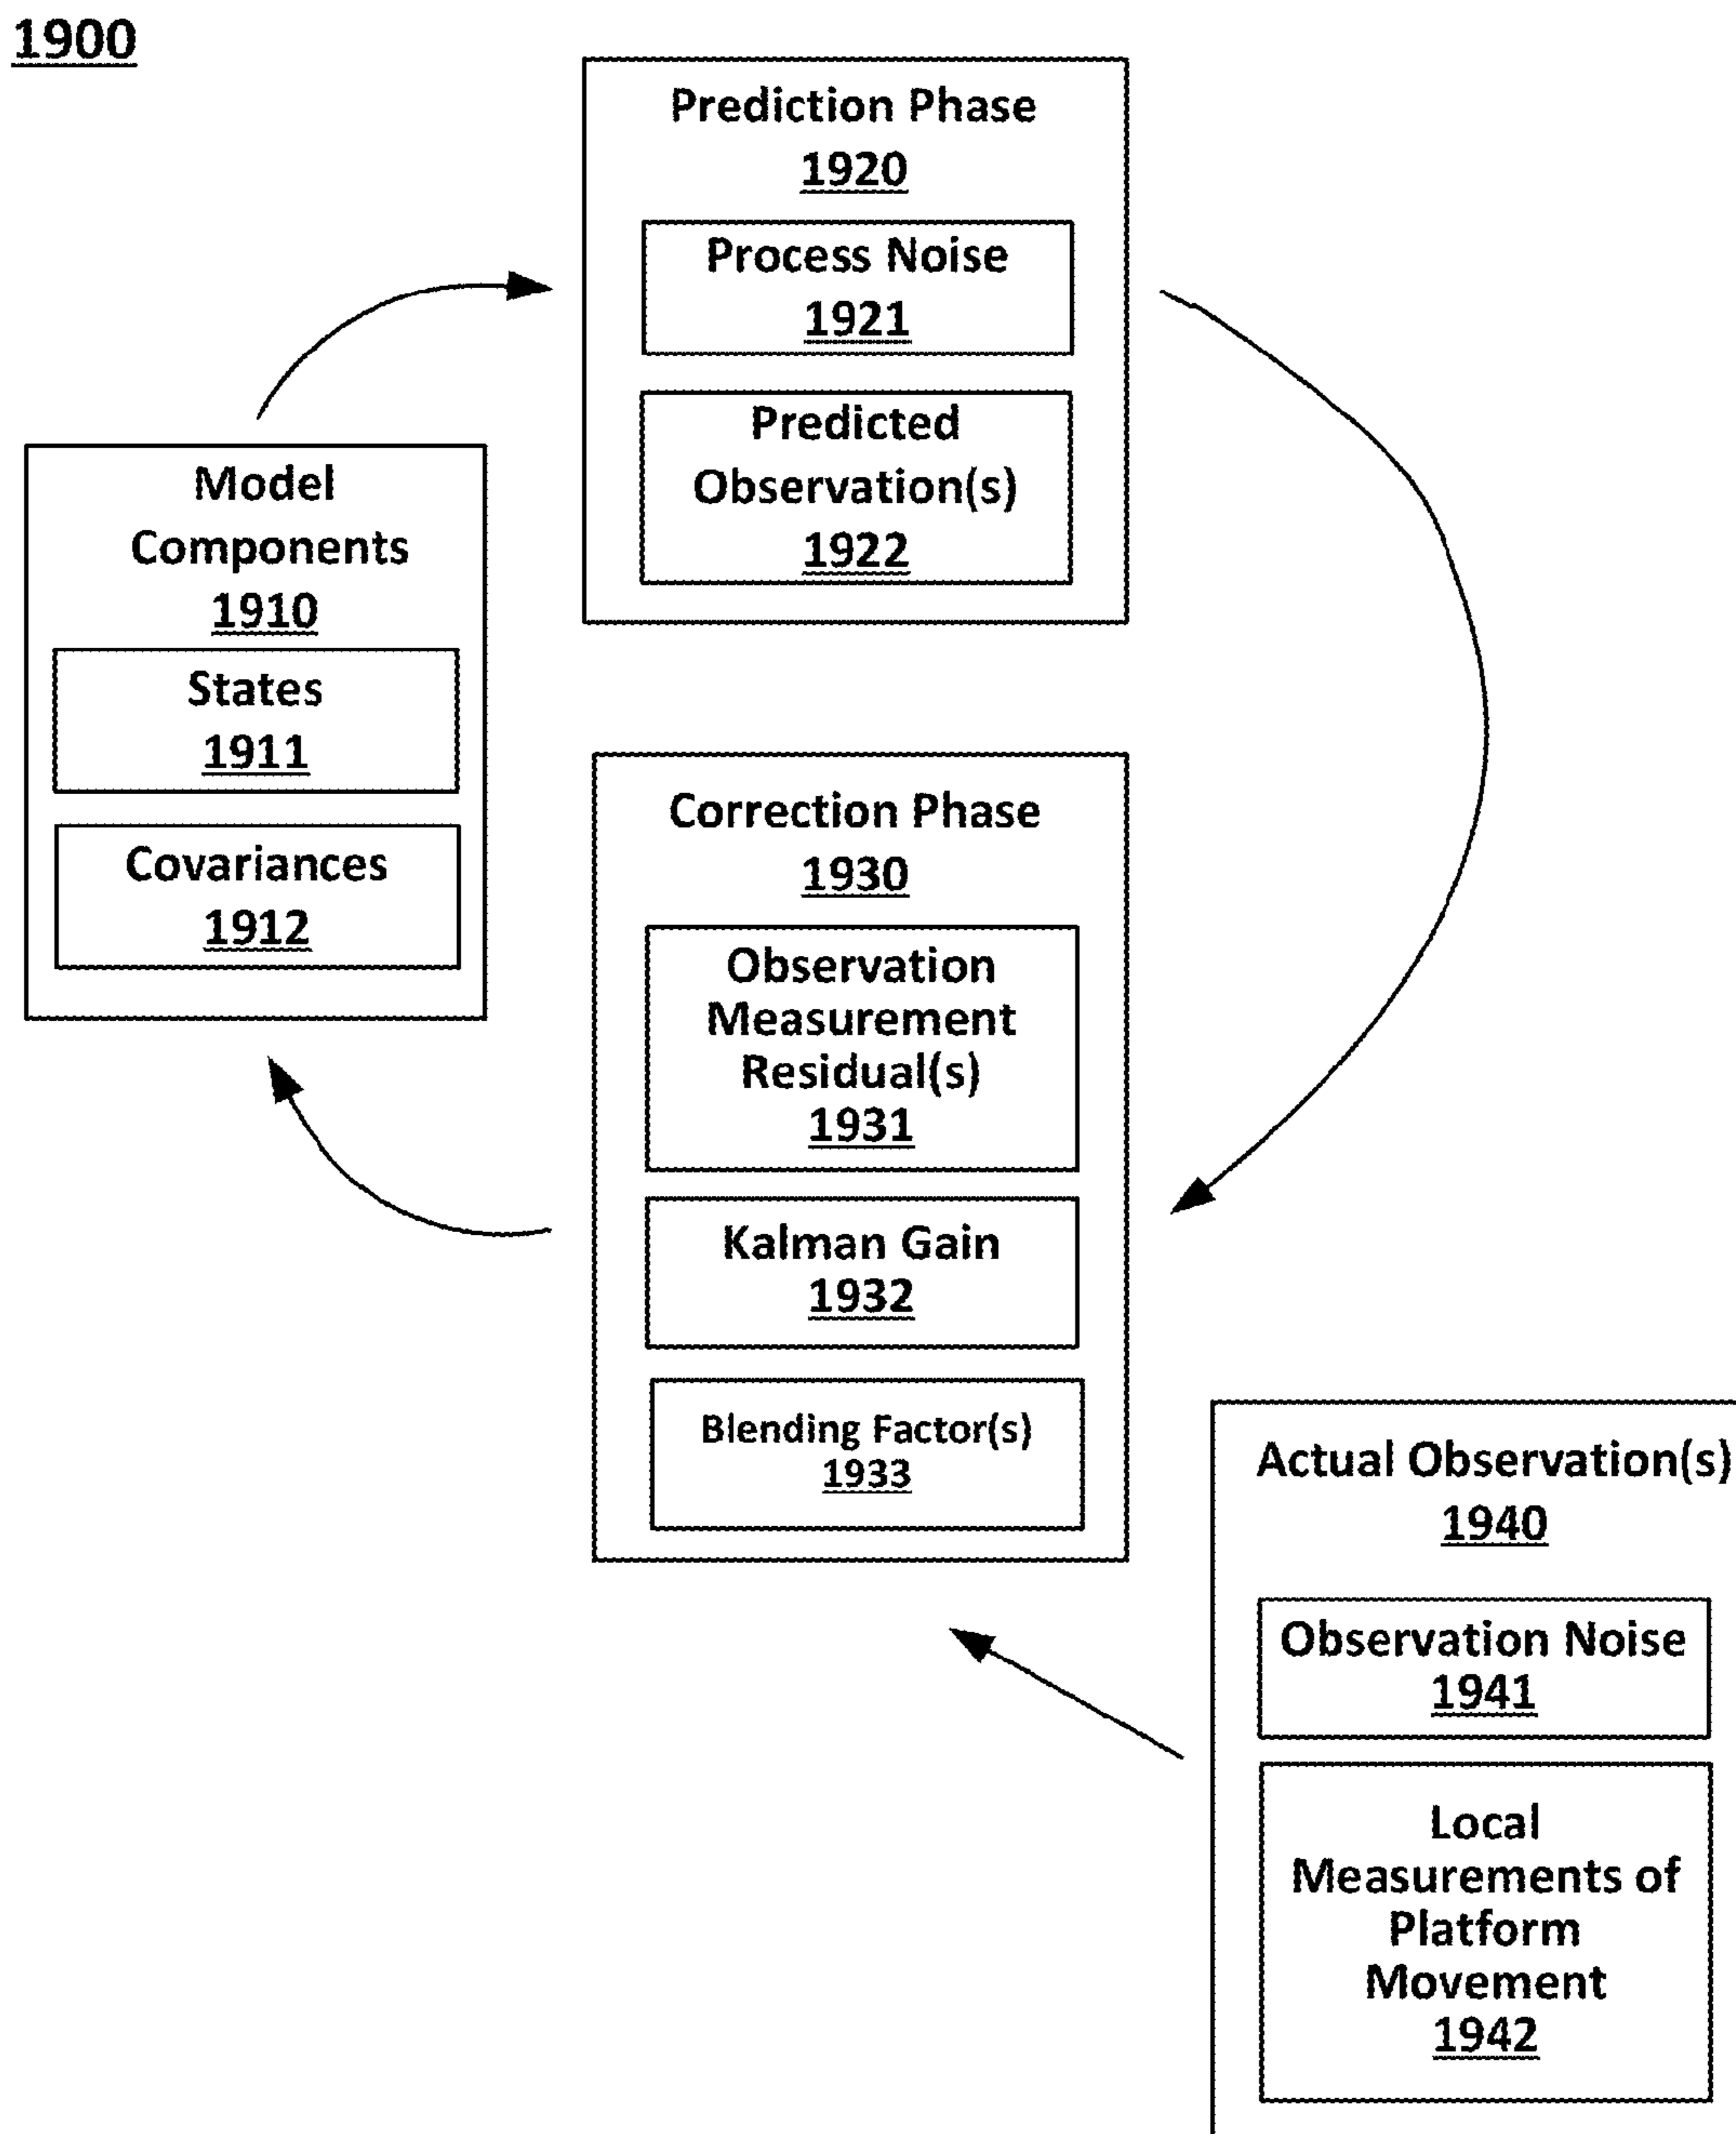 1900
Prediction Phase
1920
Process Noise
1921
Predicted
Observation(s)
1922
Model
Components
1910
States
1911
Covariances
1912
Correction Phase
1930
Observation
Measurement
Residual(s)
1931
Kalman Gain
1932
Blending Factor(s)
1933
Actual Observation(s)
1940
Observation Noise
1941
Local
Measurements of
Platform
Movement
1942